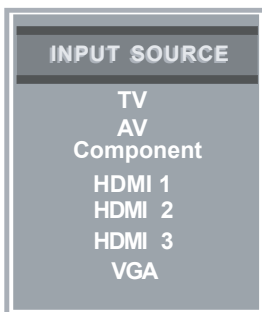 INPUT SOURCE
TV
AV
Component
HDMI 1
HDMI 2
HDMI 3
VGA